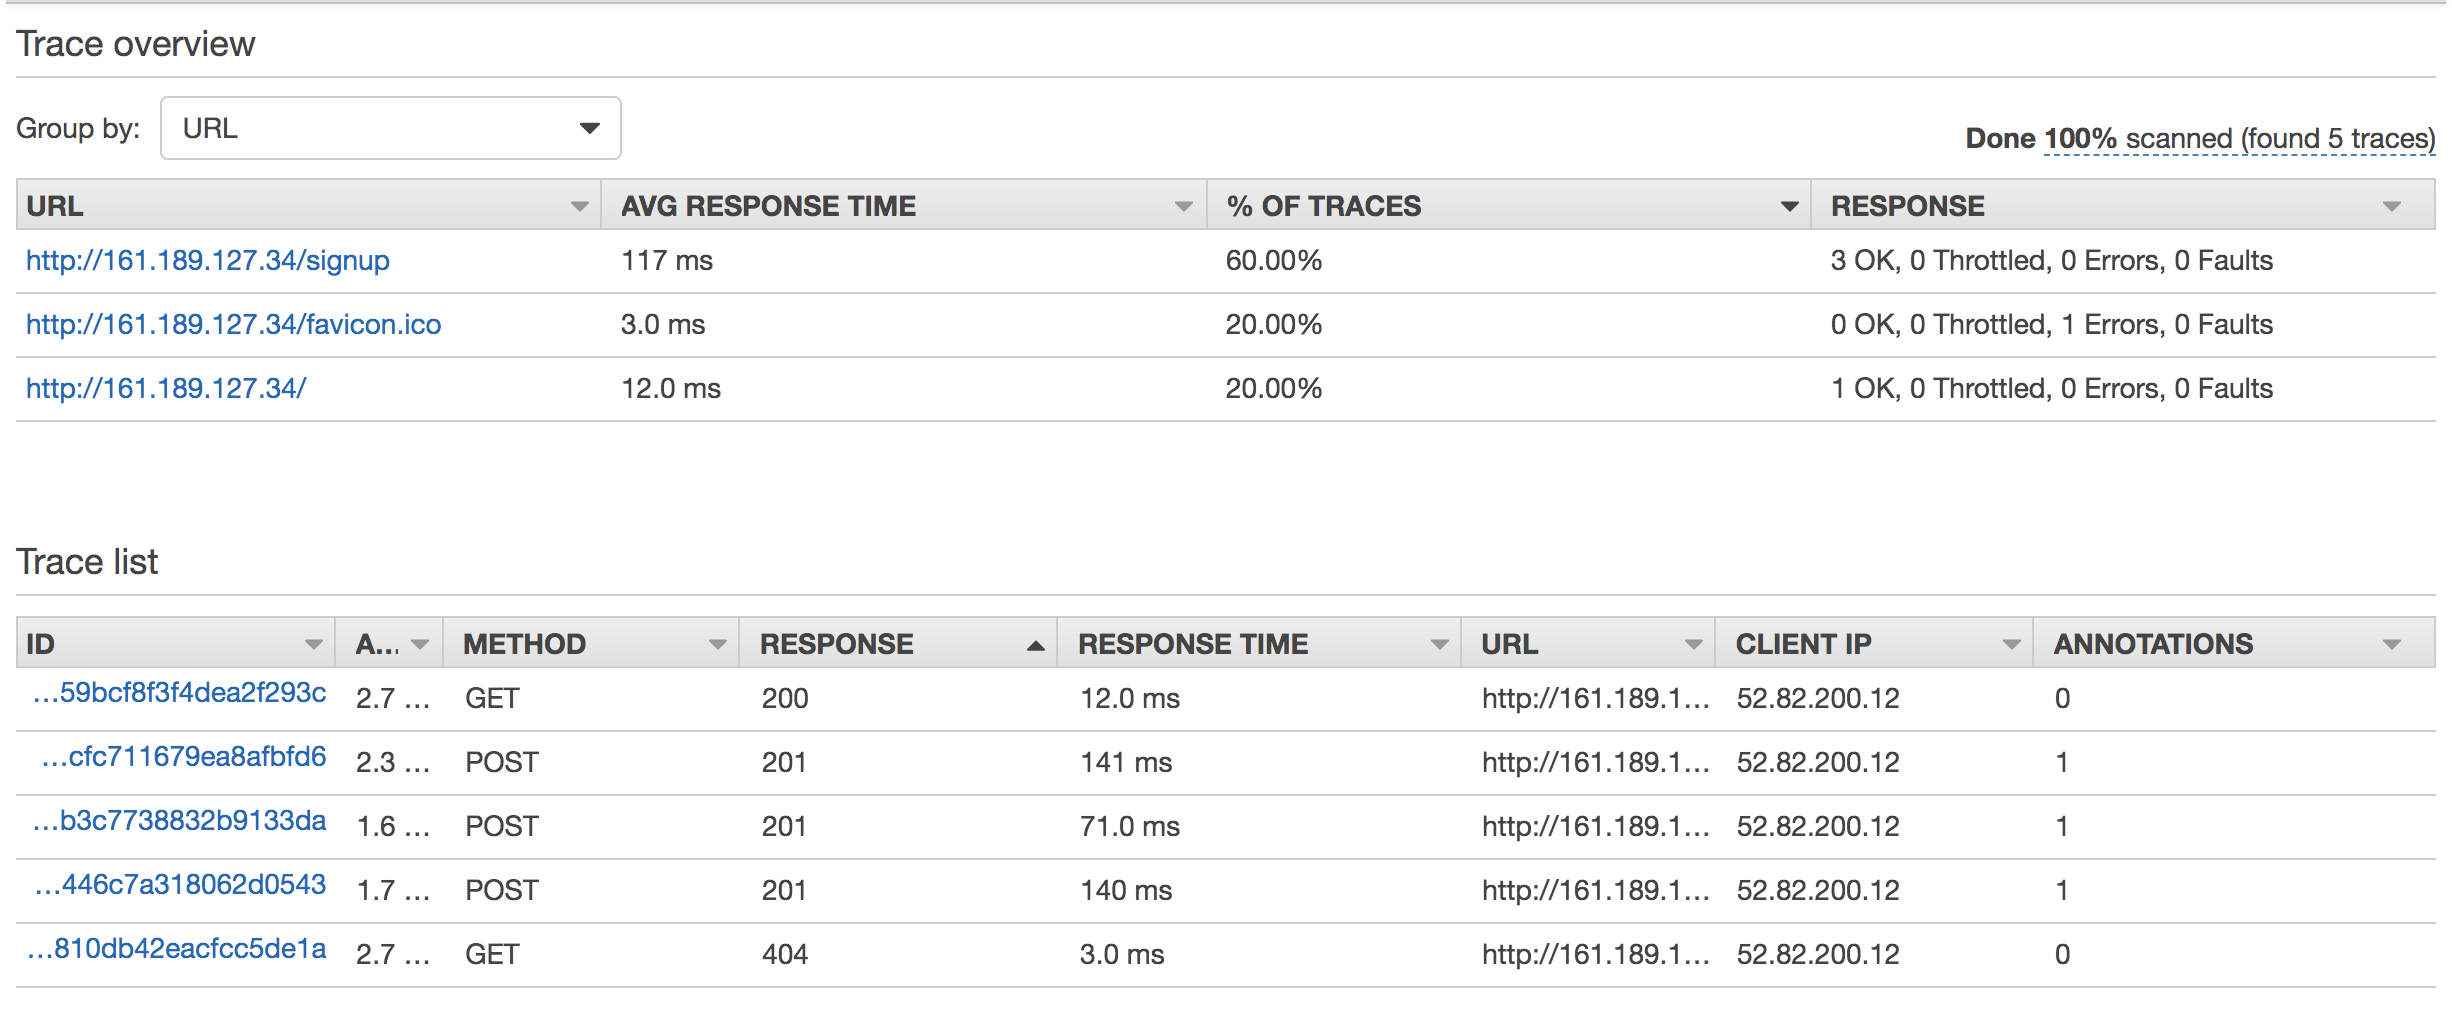 Trace overview
Group by: URL
Done 100% scanned (found 5 traces)
URL AVG RESPONSE TIME % OF TRACES RESPONSE
http://161.189.127.34/signup 117 ms 60.00% 3 OK, 0 Throttled, 0 Errors, 0 Faults
http://161.189.127.34/favicon.ico 3.0 ms 20.00% 0 OK, 0 Throttled, 1 Errors, 0 Faults
http://161.189.127.34/ 12.0 ms 20.00% 1 OK, 0 Throttled, 0 Errors, 0 Faults
Trace list
ID A... METHOD RESPONSE RESPONSE TIME URL CLIENT IP ANNOTATIONS
...59bcf8f3f4dea2f293c 2.7 ... GET 200 12.0 ms http://161.189.1... 52.82.200.12 0
...cfc711679ea8afbfd6 2.3 ... POST 201 141 ms http://161.189.1... 52.82.200.12 1
...b3c7738832b9133da 1.6 ... POST 201 71.0 ms http://161.189.1... 52.82.200.12 1
...446c7a318062d0543 1.7 ... POST 201 140 ms http://161.189.1... 52.82.200.12 1
...810db42eacfcc5de1a 2.7 ... GET 404 3.0 ms http://161.189.1... 52.82.200.12 0